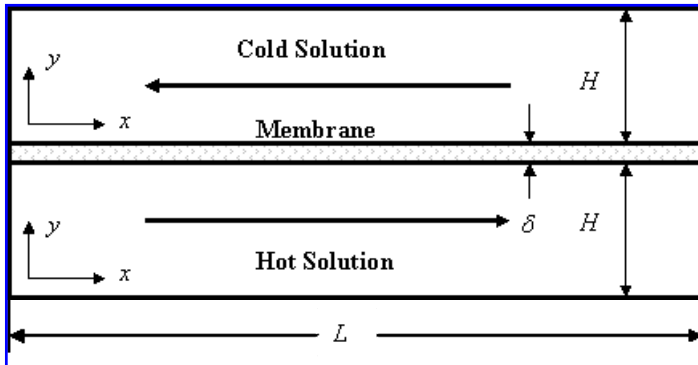 Cold Solution
y
H
x
Membrane
y
δ
H
x
Hot Solution
L